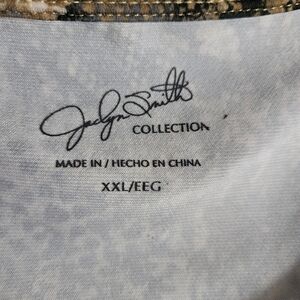 Jaclyn Smith
COLLECTION
MADE IN / HECHO EN CHINA
XXL/EEG